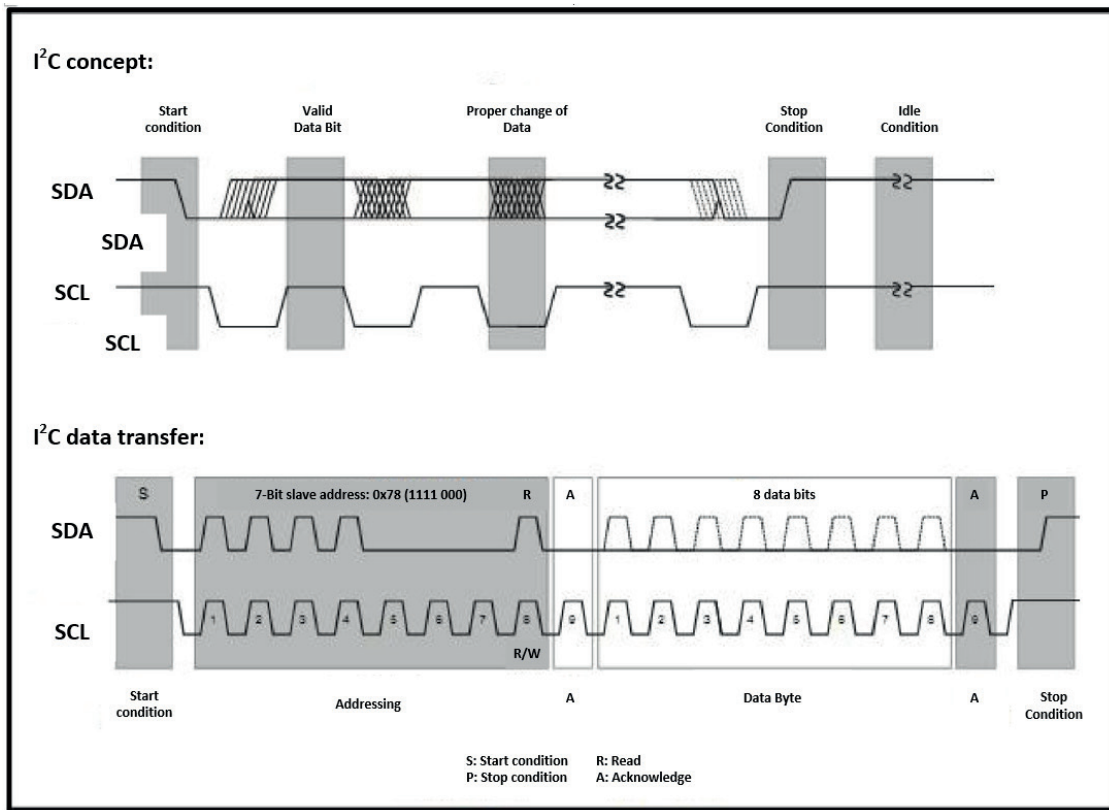 I²C concept:
Start condition
Valid Data Bit
Proper change of Data
Stop Condition
Idle Condition
SDA
SDA
SCL
SCL
I²C data transfer:
S
7-Bit slave address: 0x78 (1111 000)
R
A
8 data bits
A
P
SDA
SCL
1 2 3 4 5 6 7 8 9 1 2 3 4 5 6 7 8 9
R/W
Start condition
Addressing
A
Data Byte
A
Stop Condition
S: Start condition R: Read
P: Stop condition A: Acknowledge